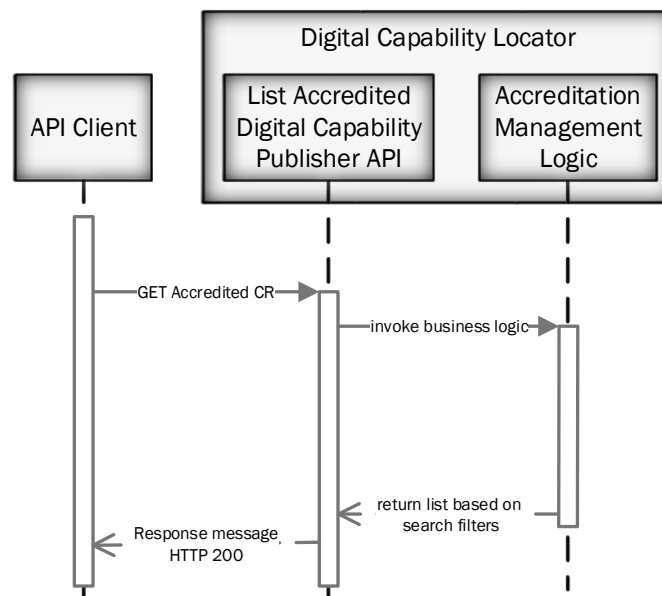 Digital Capability Locator
API Client
List Accredited
Digital Capability
Publisher API
Accreditation
Management
Logic
GET Accredited CR
invoke business logic
return list based on
search filters
Response message
HTTP 200